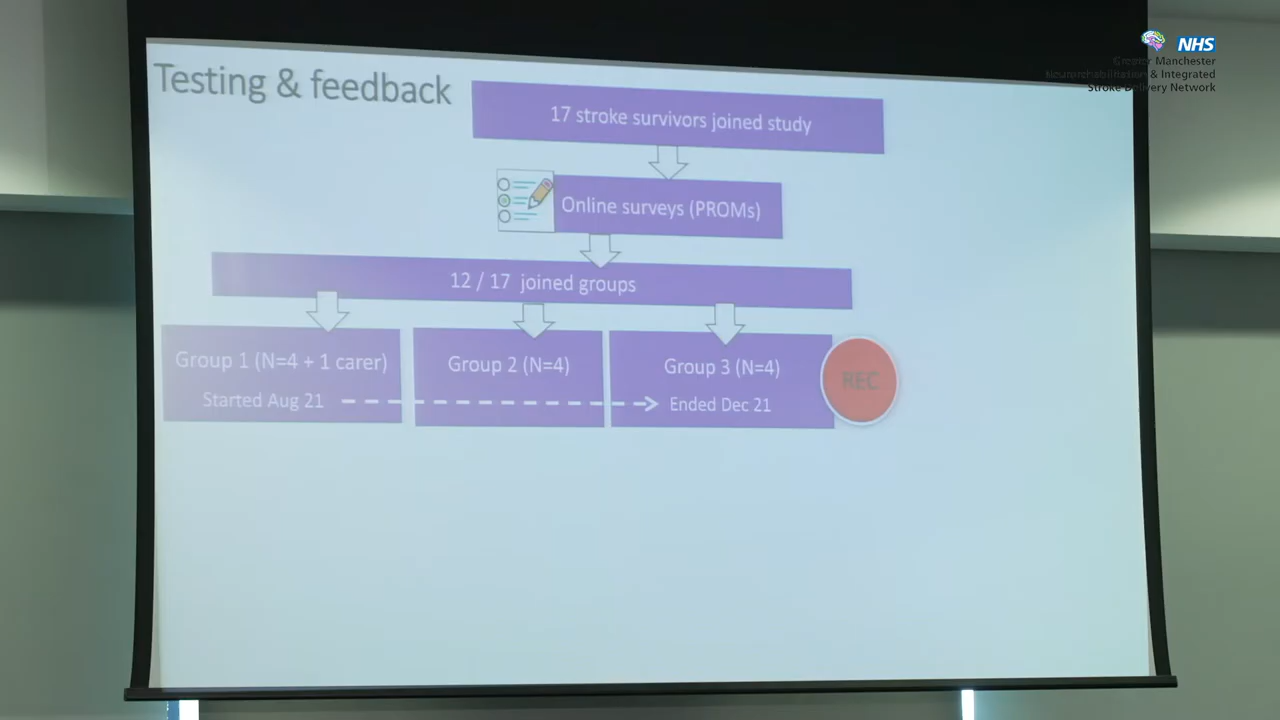 NHS
Greater Manchester
Neurorehabilitation & Integrated
Stroke Delivery Network
Testing & feedback
17 stroke survivors joined study
Online surveys (PROMs)
12 / 17 joined groups
Group 1 (N=4 + 1 carer)
Started Aug 21
Group 2 (N=4)
Group 3 (N=4)
Ended Dec 21
REC